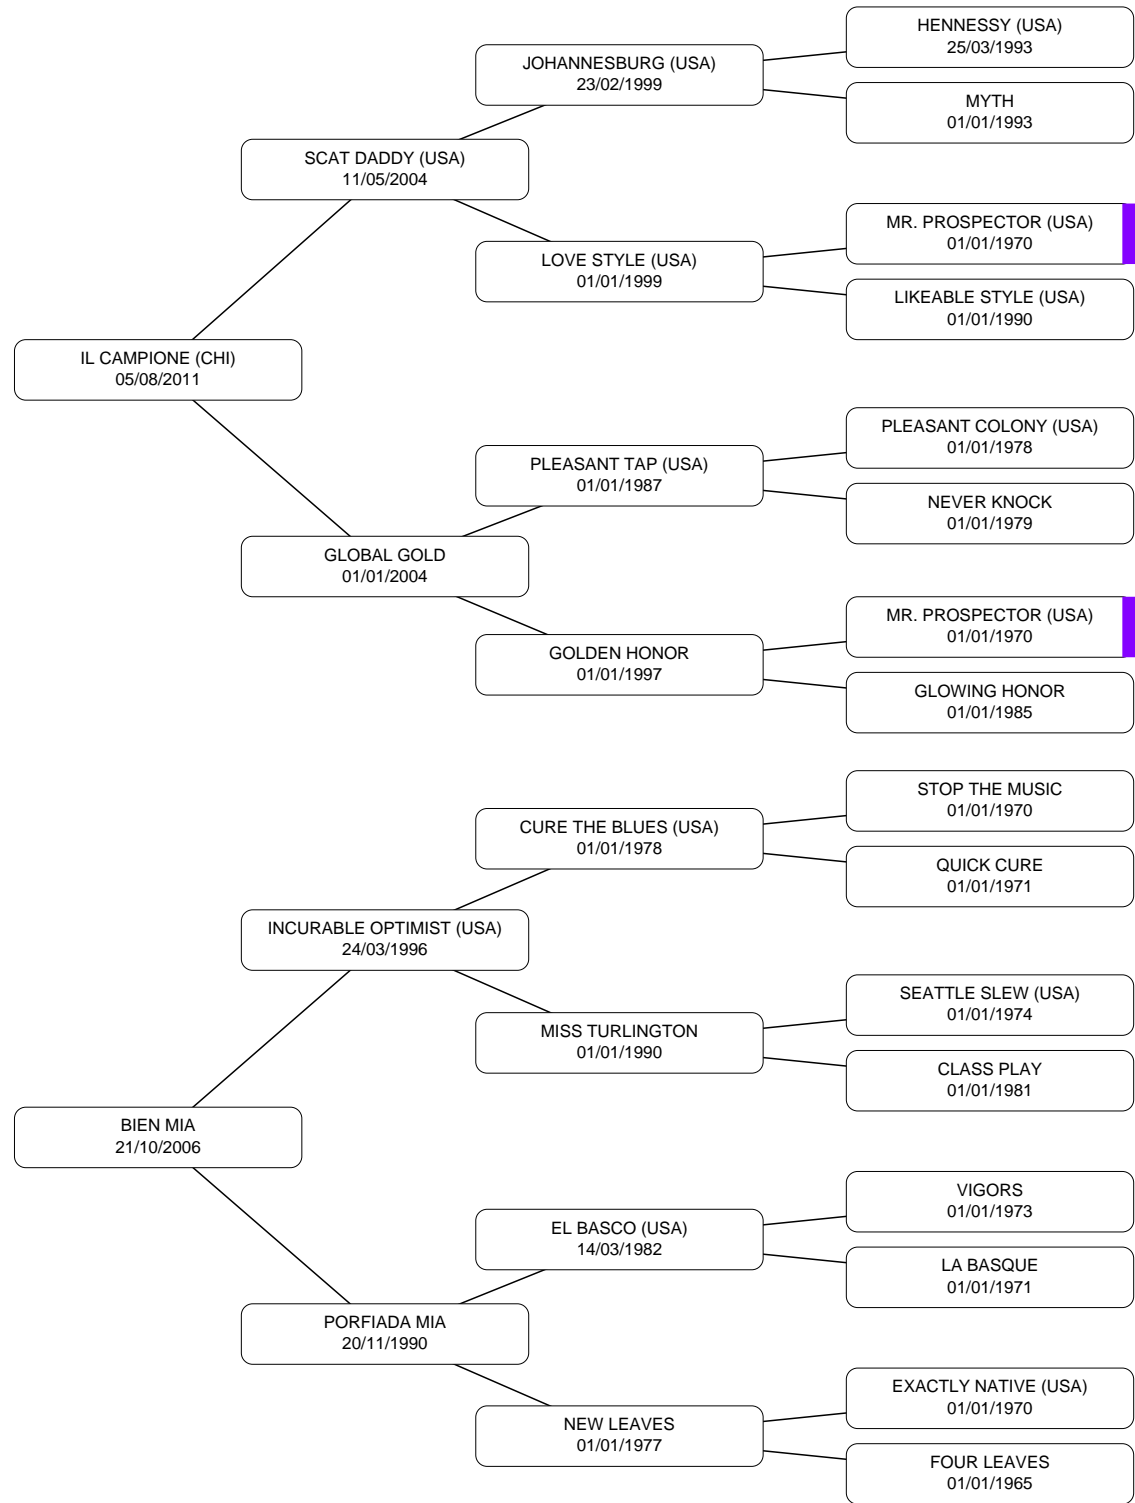 HENNESSY (USA)
25/03/1993
JOHANNESBURG (USA)
23/02/1999
MYTH
01/01/1993
SCAT DADDY (USA)
11/05/2004
MR. PROSPECTOR (USA)
01/01/1970
LOVE STYLE (USA)
01/01/1999
LIKEABLE STYLE (USA)
01/01/1990
IL CAMPIONE (CHI)
05/08/2011
PLEASANT COLONY (USA)
01/01/1978
PLEASANT TAP (USA)
01/01/1987
NEVER KNOCK
01/01/1979
GLOBAL GOLD
01/01/2004
MR. PROSPECTOR (USA)
01/01/1970
GOLDEN HONOR
01/01/1997
GLOWING HONOR
01/01/1985
STOP THE MUSIC
01/01/1970
CURE THE BLUES (USA)
01/01/1978
QUICK CURE
01/01/1971
INCURABLE OPTIMIST (USA)
24/03/1996
SEATTLE SLEW (USA)
01/01/1974
MISS TURLINGTON
01/01/1990
CLASS PLAY
01/01/1981
BIEN MIA
21/10/2006
VIGORS
01/01/1973
EL BASCO (USA)
14/03/1982
LA BASQUE
01/01/1971
PORFIADA MIA
20/11/1990
EXACTLY NATIVE (USA)
01/01/1970
NEW LEAVES
01/01/1977
FOUR LEAVES
01/01/1965